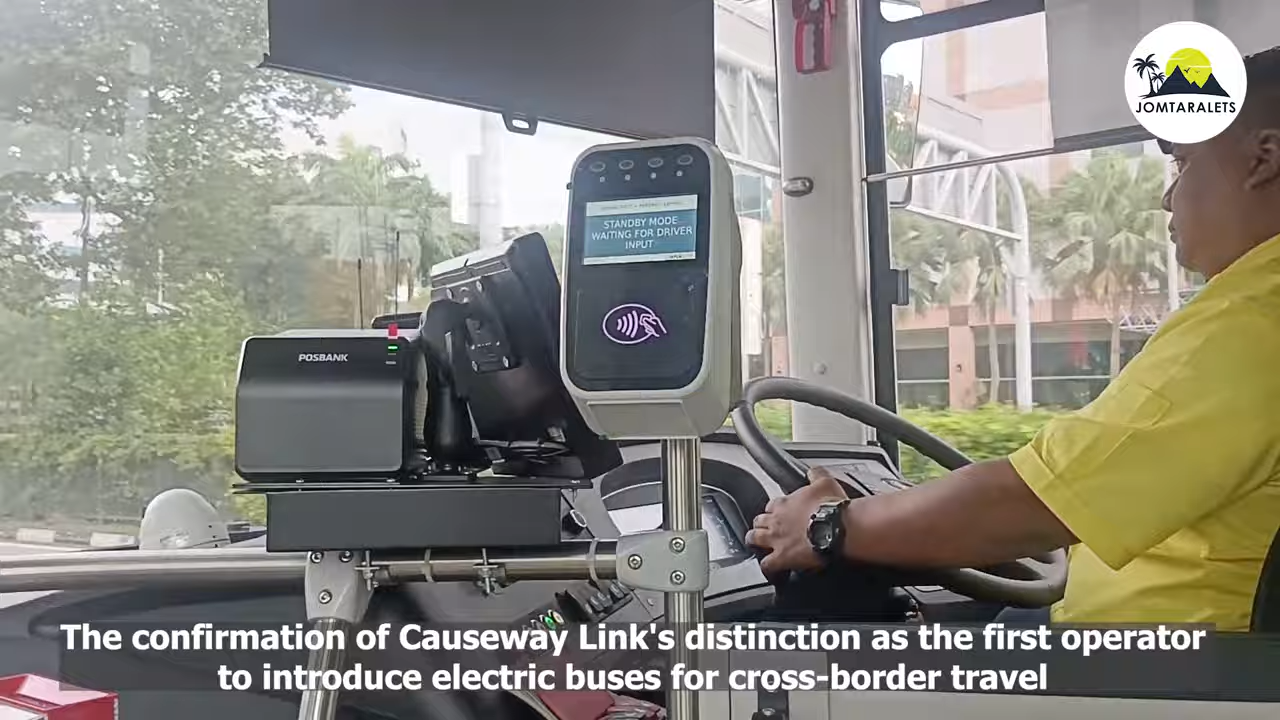 JOMTARALETS
STANDBY MODE
WAITING FOR DRIVER
INPUT
POSBANK
The confirmation of Causeway Link's distinction as the first operator
to introduce electric buses for cross-border travel